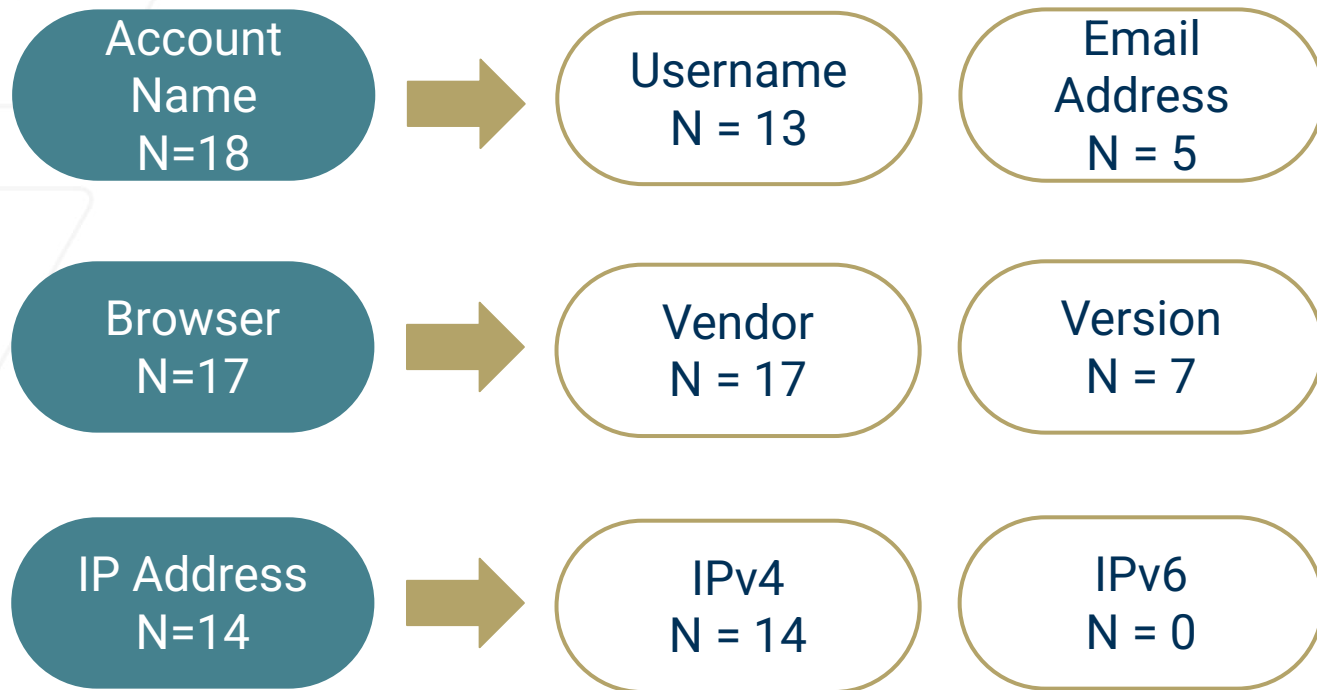 Account
Name
N=18
Username
N = 13
Email
Address
N = 5
Browser
N=17
Vendor
N = 17
Version
N = 7
IP Address
N=14
IPv4
N = 14
IPv6
N = 0